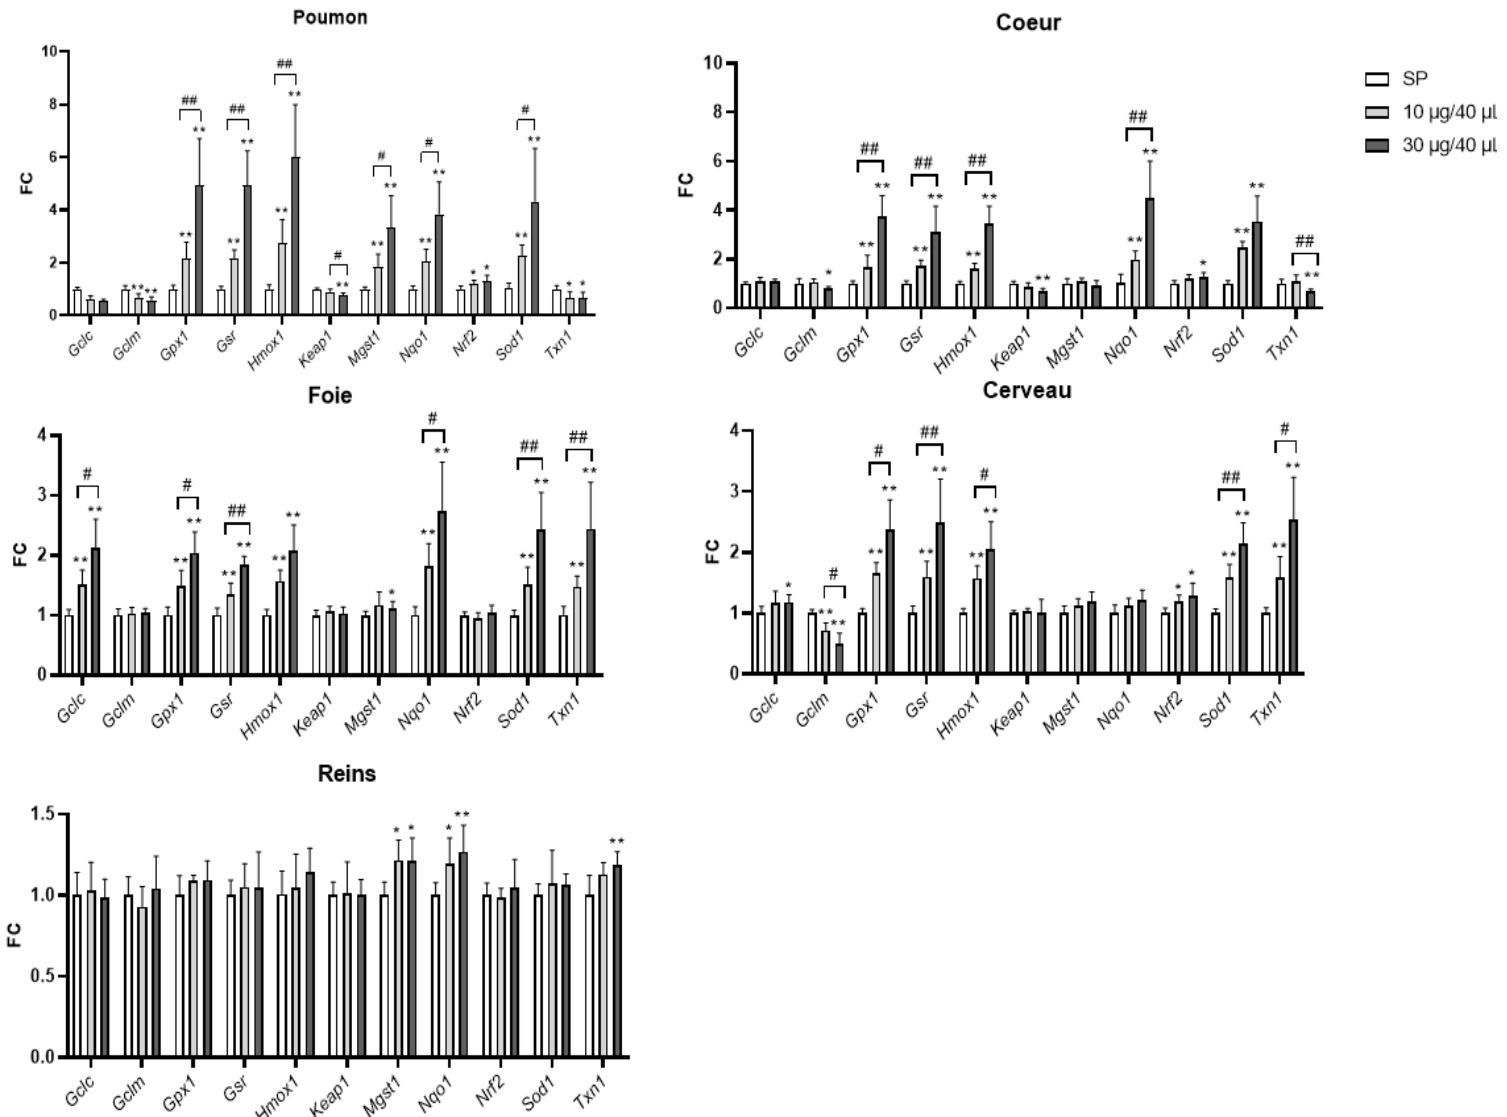 Poumon
10
8
6
4
2
0
FC
##
**
**
**
**
##
**
**
##
**
**
#
**
#
**
**
#
**
**
*
*
#
**
**
*
*
Gclc
Gclm
Gpx1
Gsr
Hmox1
Keap1
Mgst1
Nqo1
Nrf2
Sod1
Txn1
Coeur
10
8
6
4
2
0
FC
*
##
**
**
##
**
**
##
**
**
**
##
**
**
*
**
**
##
**
Gclc
Gclm
Gpx1
Gsr
Hmox1
Keap1
Mgst1
Nqo1
Nrf2
Sod1
Txn1
SP
10 µg/40 µL
30 µg/40 µL
Foie
4
3
2
1
0
FC
#
**
**
#
**
**
##
**
**
**
**
*
#
**
**
##
**
**
##
**
**
Gclc
Gclm
Gpx1
Gsr
Hmox1
Keap1
Mgst1
Nqo1
Nrf2
Sod1
Txn1
Cerveau
4
3
2
1
0
FC
*
#
**
**
#
**
**
##
**
**
#
**
**
*
*
##
**
**
#
**
**
Gclc
Gclm
Gpx1
Gsr
Hmox1
Keap1
Mgst1
Nqo1
Nrf2
Sod1
Txn1
Reins
1.5
1.0
0.5
0.0
FC
*
*
*
**
**
Gclc
Gclm
Gpx1
Gsr
Hmox1
Keap1
Mgst1
Nqo1
Nrf2
Sod1
Txn1